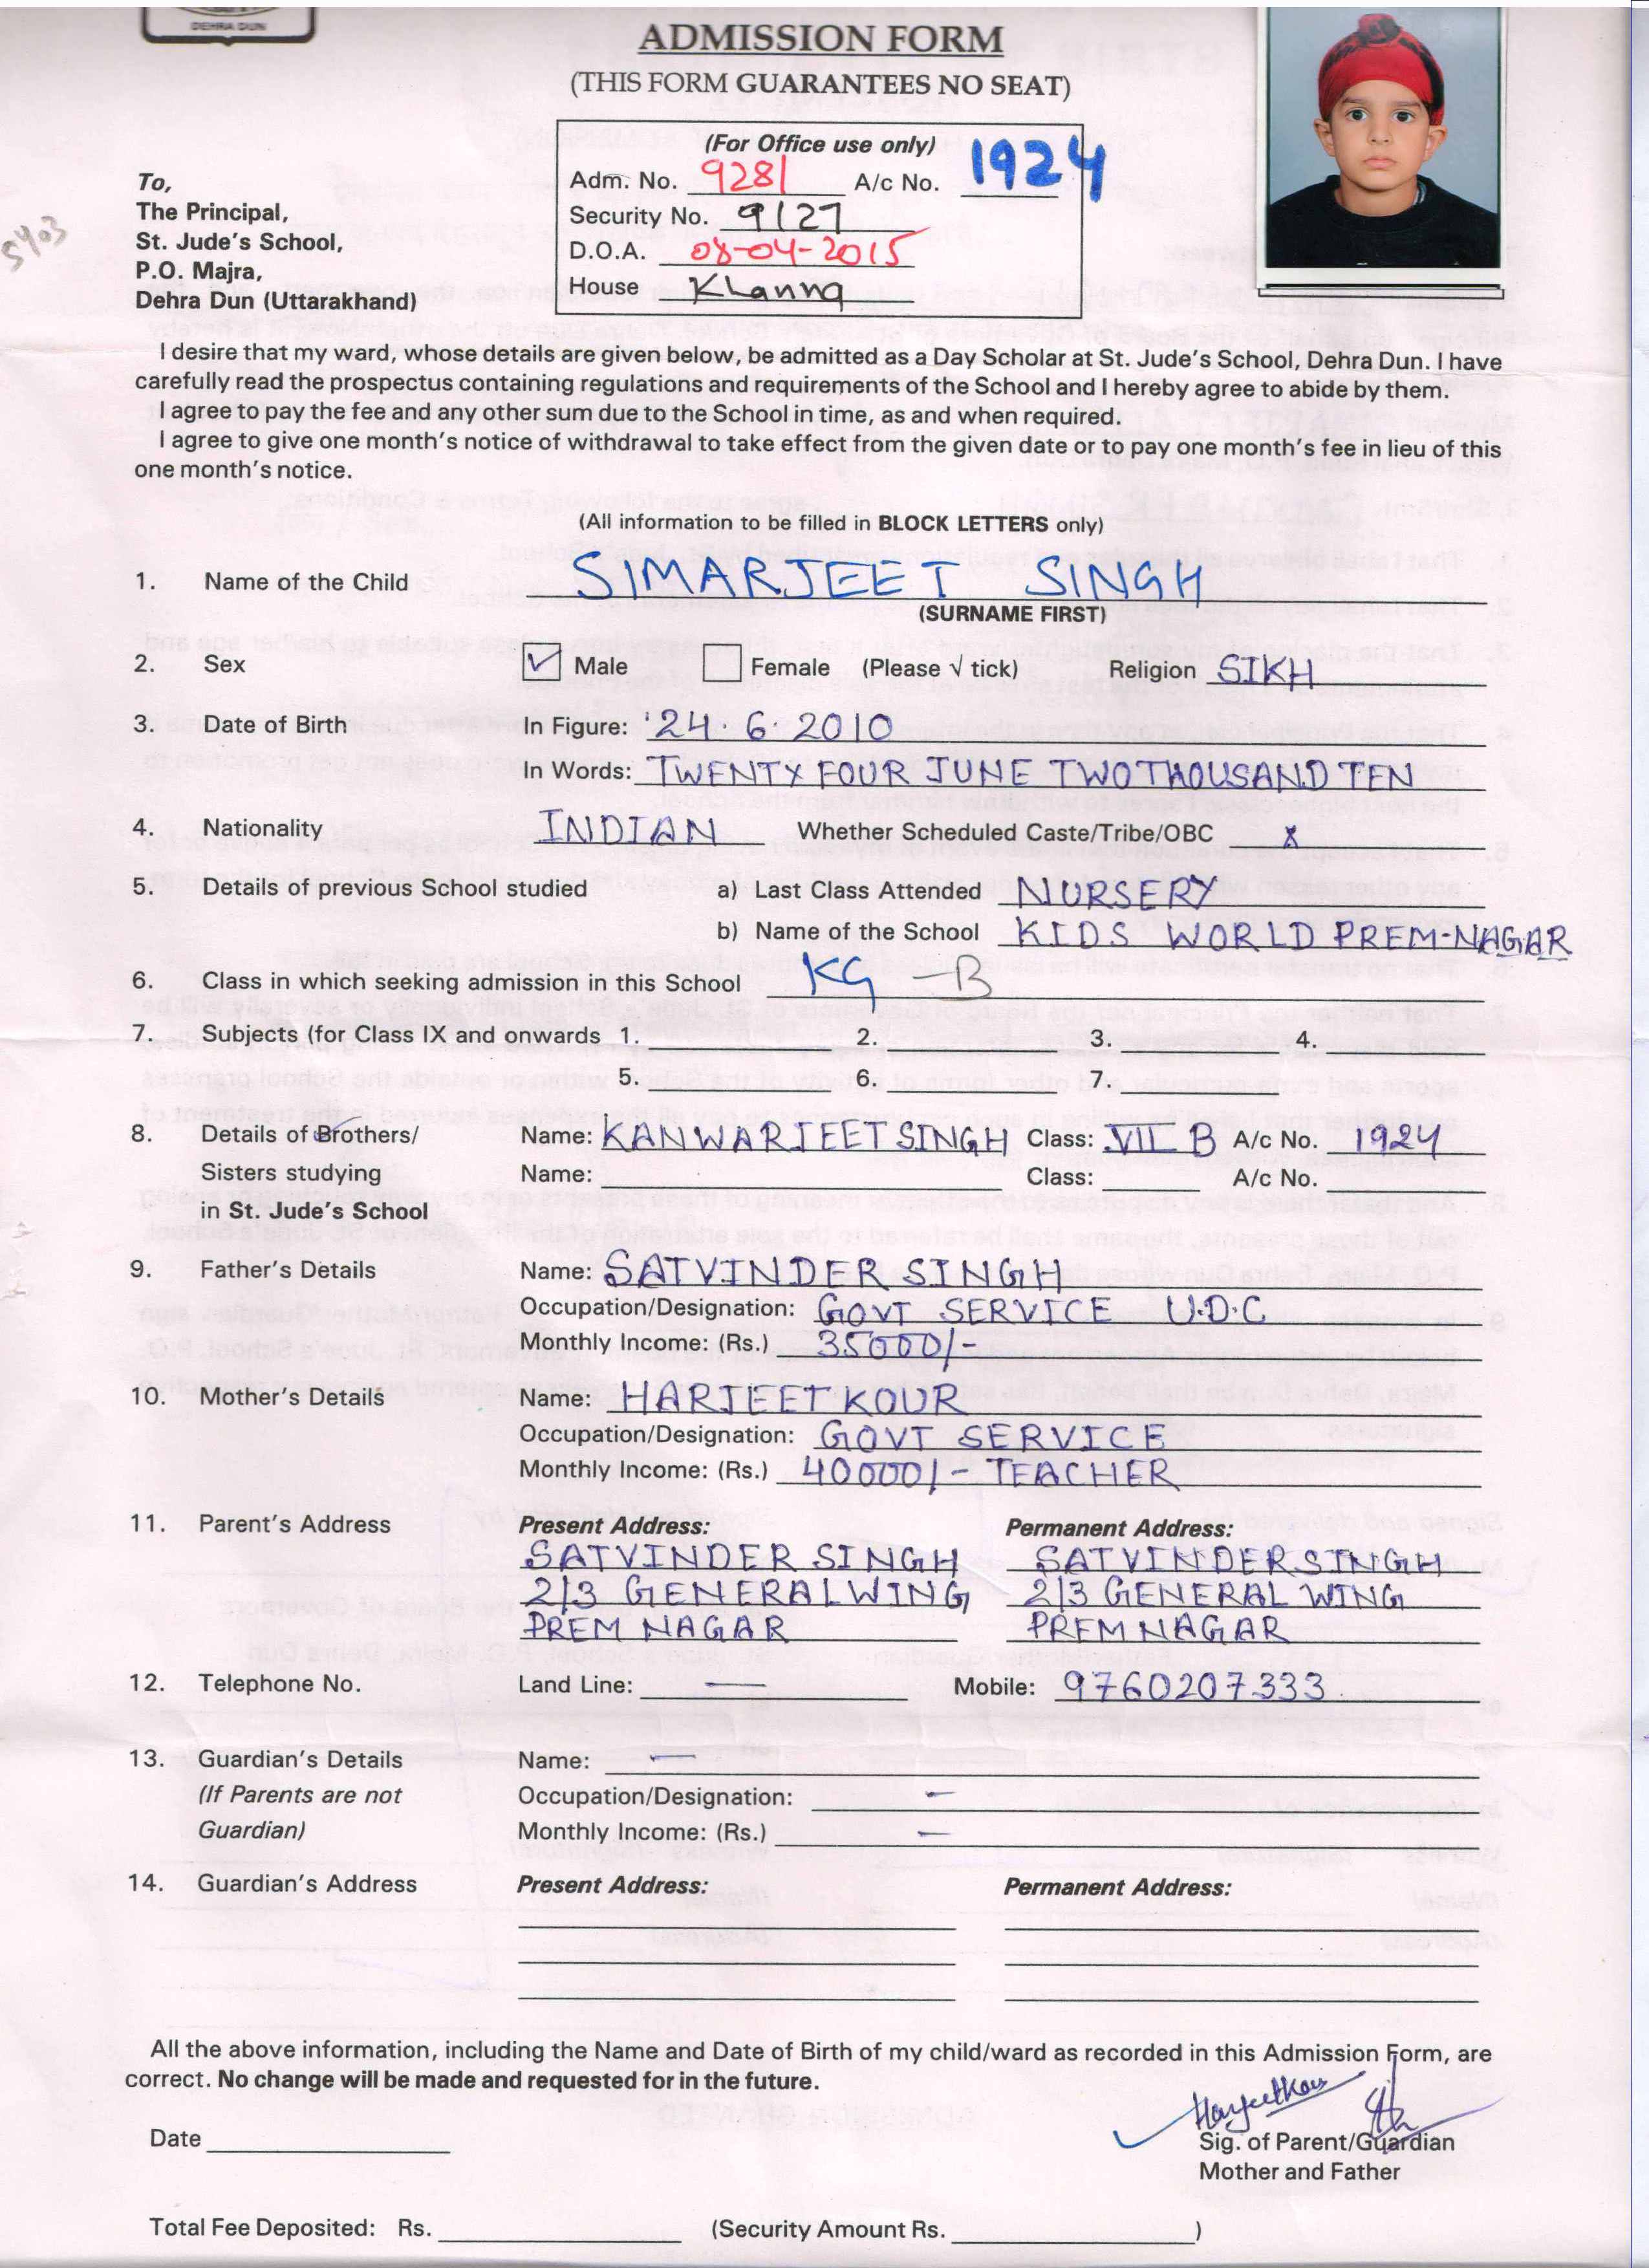 DEHRA DUN
ADMISSION FORM
(THIS FORM GUARANTEES NO SEAT)
(For Office use only)
Adm. No. 9281 A/c No. 1924
Security No. 9127
D.O.A. 08-04-2015
House Khanna
5403
To,
The Principal,
St. Jude's School,
P.O. Majra,
Dehra Dun (Uttarakhand)
I desire that my ward, whose details are given below, be admitted as a Day Scholar at St. Jude's School, Dehra Dun. I have
carefully read the prospectus containing regulations and requirements of the School and I hereby agree to abide by them.
I agree to pay the fee and any other sum due to the School in time, as and when required.
I agree to give one month's notice of withdrawal to take effect from the given date or to pay one month's fee in lieu of this
one month's notice.
(All information to be filled in BLOCK LETTERS only)
1. Name of the Child SIMARJEET SINGH
(SURNAME FIRST)
2. Sex ✓ Male Female (Please √ tick) Religion SIKH
3. Date of Birth In Figure: 24.6.2010
In Words: TWENTY FOUR JUNE TWO THOUSAND TEN
4. Nationality INDIAN Whether Scheduled Caste/Tribe/OBC x
5. Details of previous School studied a) Last Class Attended NURSERY
b) Name of the School KIDS WORLD PREM-NAGAR
6. Class in which seeking admission in this School KG - B
7. Subjects (for Class IX and onwards 1. 2. 3. 4.
5. 6. 7.
8. Details of Brothers/ Name: KANWARJEET SINGH Class: VII B A/c No. 1924
Sisters studying Name: Class: A/c No.
in St. Jude's School
9. Father's Details Name: SATVINDER SINGH
Occupation/Designation: GOVT SERVICE U.D.C
Monthly Income: (Rs.) 35000/-
10. Mother's Details Name: HARJEET KOUR
Occupation/Designation: GOVT SERVICE
Monthly Income: (Rs.) 40000/- TEACHER
11. Parent's Address Present Address: Permanent Address:
SATVINDER SINGH SATVINDER SINGH
2/3 GENERAL WING 2/3 GENERAL WING
PREM NAGAR PREM NAGAR
12. Telephone No. Land Line: — Mobile: 9760207333
13. Guardian's Details Name: —
(If Parents are not Occupation/Designation: —
Guardian) Monthly Income: (Rs.) —
14. Guardian's Address Present Address: Permanent Address:
All the above information, including the Name and Date of Birth of my child/ward as recorded in this Admission Form, are
correct. No change will be made and requested for in the future.
Harjeetkour
Date Sig. of Parent/Guardian
Mother and Father
Total Fee Deposited: Rs. (Security Amount Rs. )